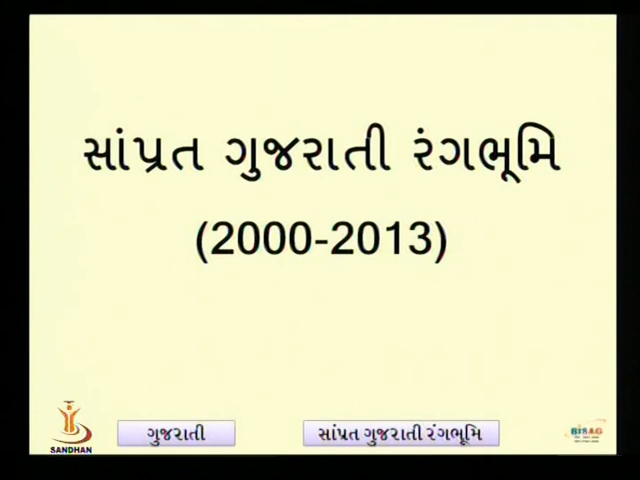 સાંપ્રત ગુજરાતી રંગભૂમિ
(2000-2013)
SANDHAN
ગુજરાતી
સાંપ્રત ગુજરાતી રંગભૂમિ
BISAG